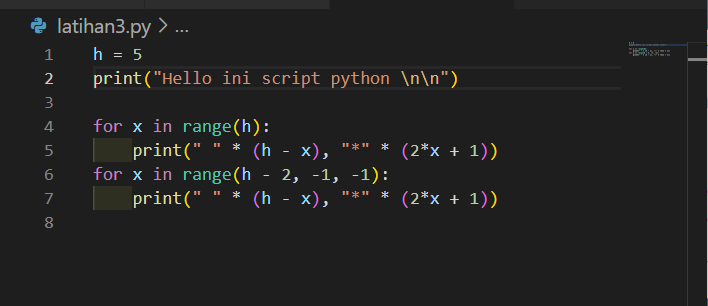 latihan3.py > ...
1 h = 5
2 print("Hello ini script python \n\n")
3
4 for x in range(h):
5     print(" " * (h - x), "*" * (2*x + 1))
6 for x in range(h - 2, -1, -1):
7     print(" " * (h - x), "*" * (2*x + 1))
8